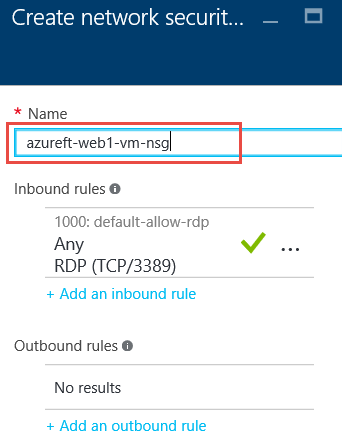 Create network securit...
* Name
azureft-web1-vm-nsg
Inbound rules
1000: default-allow-rdp
Any
RDP (TCP/3389)
+ Add an inbound rule
Outbound rules
No results
+ Add an outbound rule